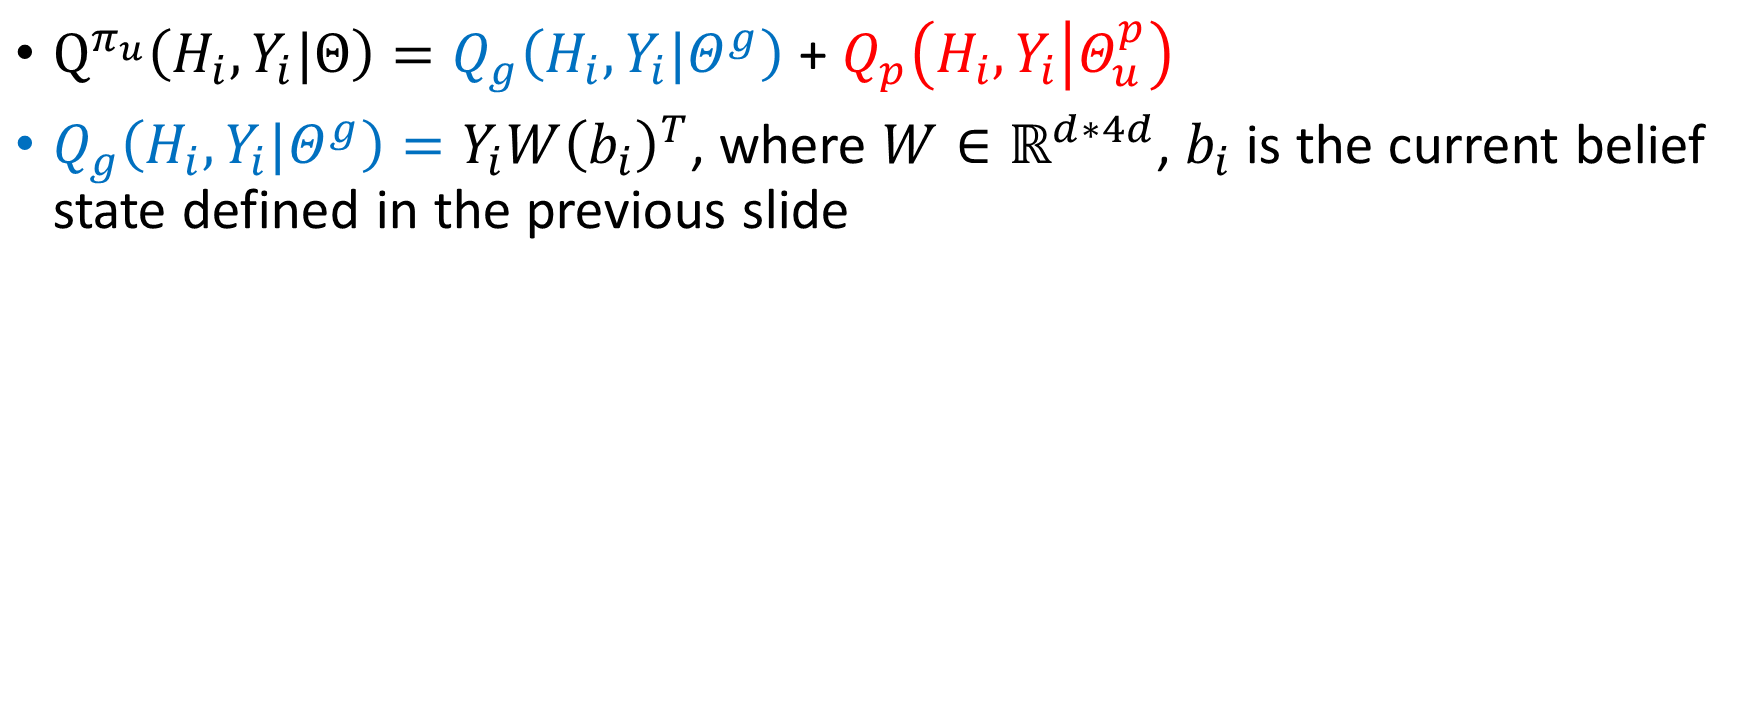 • Q^{π_u}(H_i, Y_i|Θ) = Q_g(H_i, Y_i|Θ^g) + Q_p(H_i, Y_i|Θ_u^p)
• Q_g(H_i, Y_i|Θ^g) = Y_i W(b_i)^T, where W ∈ ℝ^{d*4d}, b_i is the current belief
state defined in the previous slide